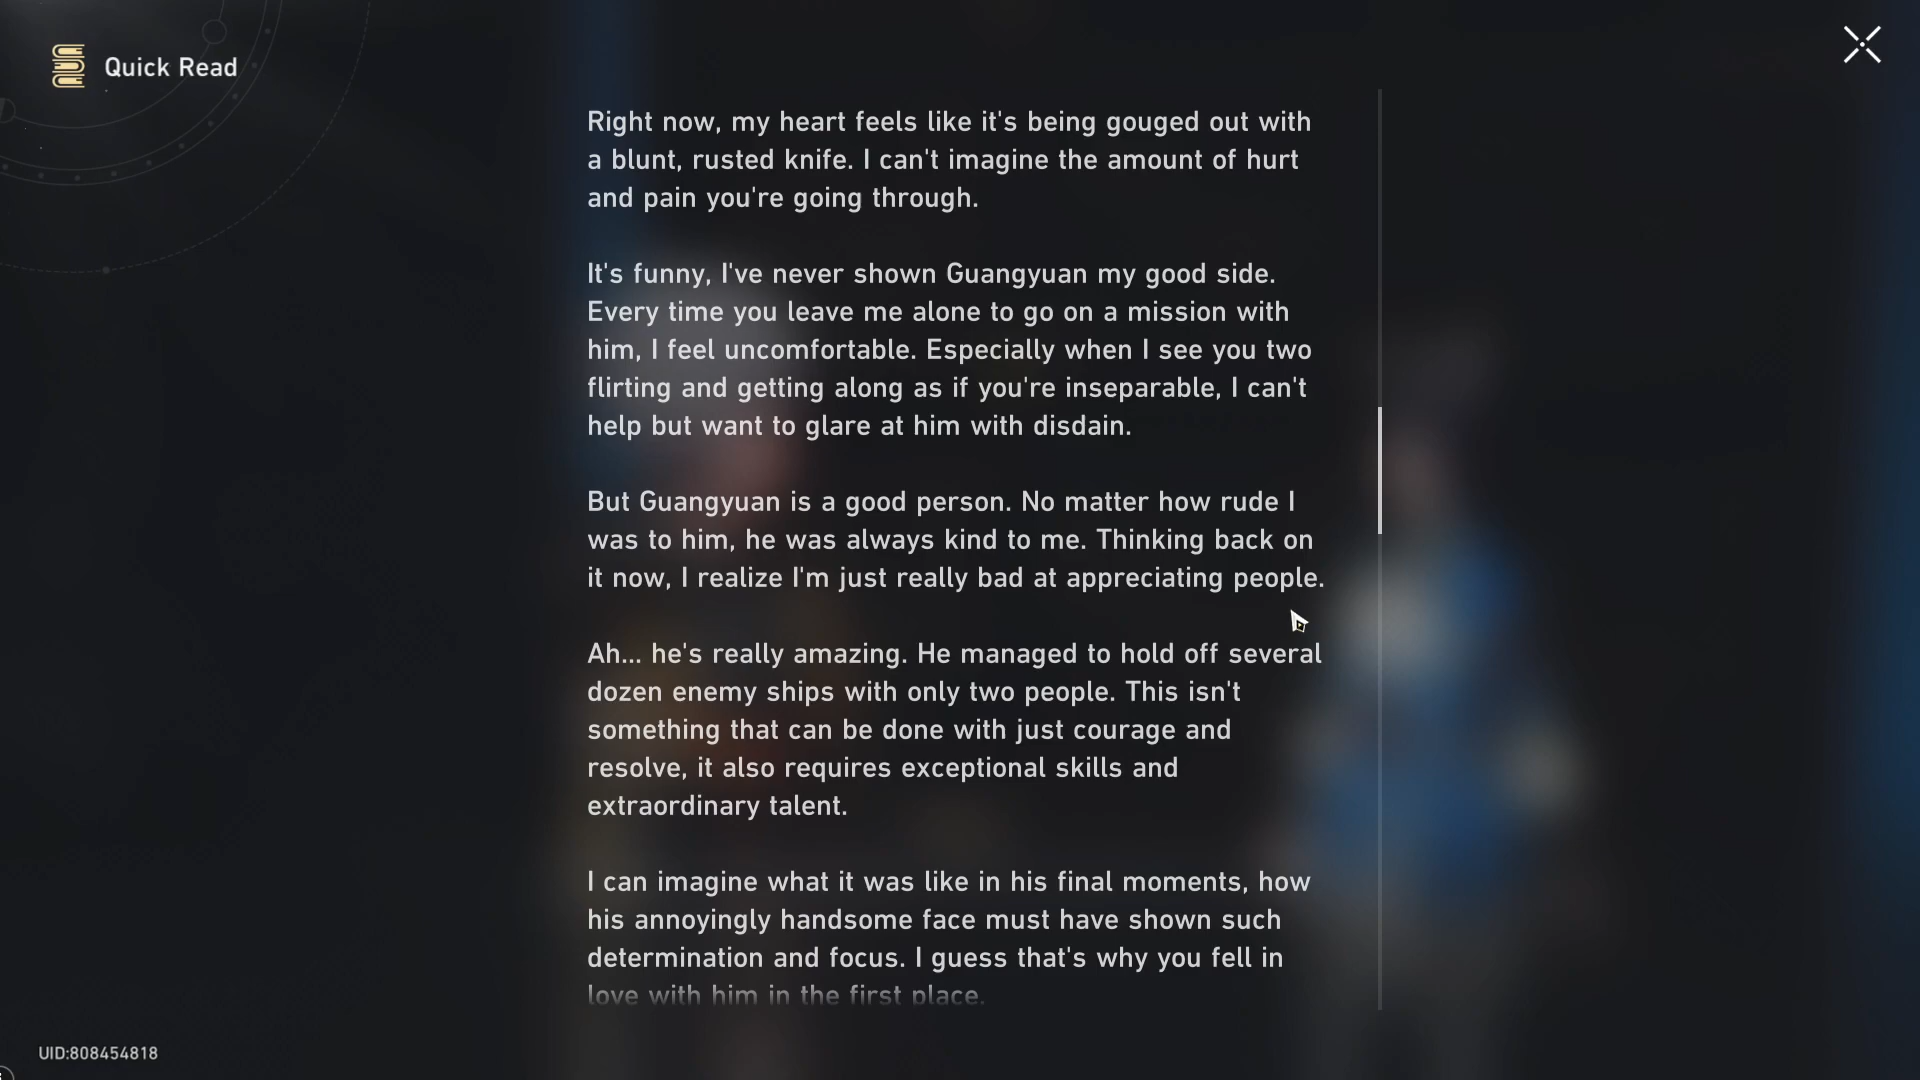 Quick Read
Right now, my heart feels like it's being gouged out with
a blunt, rusted knife. I can't imagine the amount of hurt
and pain you're going through.
It's funny, I've never shown Guangyuan my good side.
Every time you leave me alone to go on a mission with
him, I feel uncomfortable. Especially when I see you two
flirting and getting along as if you're inseparable, I can't
help but want to glare at him with disdain.
But Guangyuan is a good person. No matter how rude I
was to him, he was always kind to me. Thinking back on
it now, I realize I'm just really bad at appreciating people.
Ah... he's really amazing. He managed to hold off several
dozen enemy ships with only two people. This isn't
something that can be done with just courage and
resolve, it also requires exceptional skills and
extraordinary talent.
I can imagine what it was like in his final moments, how
his annoyingly handsome face must have shown such
determination and focus. I guess that's why you fell in
love with him in the first place.
UID:808454818